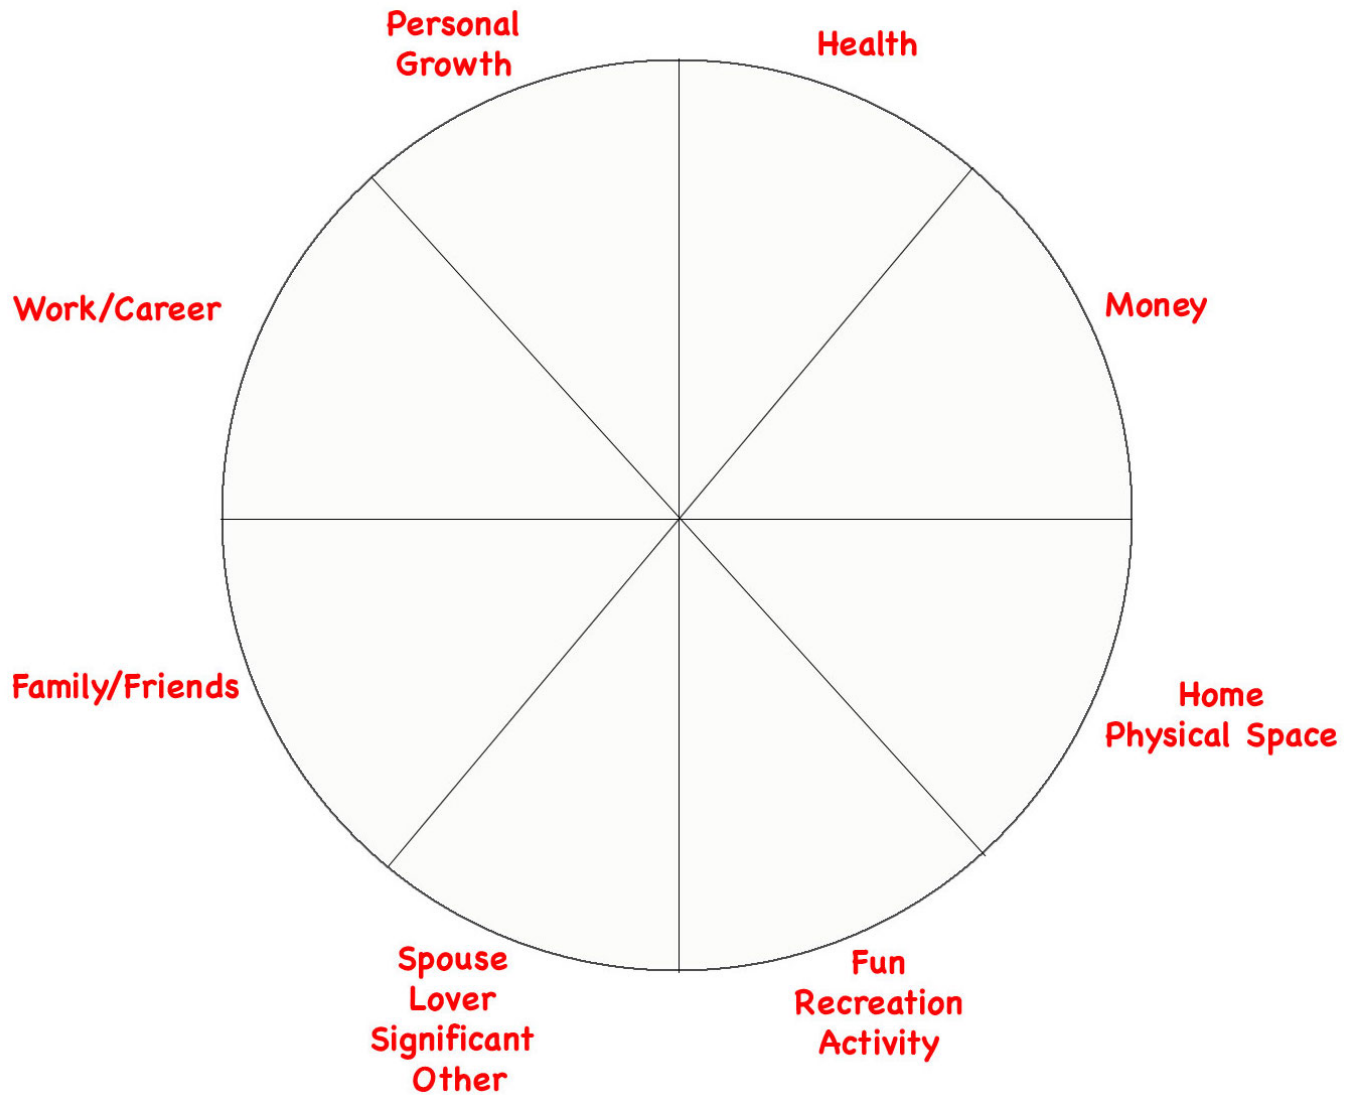 Personal
Growth
Health
Work/Career
Money
Family/Friends
Home
Physical Space
Spouse
Lover
Significant
Other
Fun
Recreation
Activity